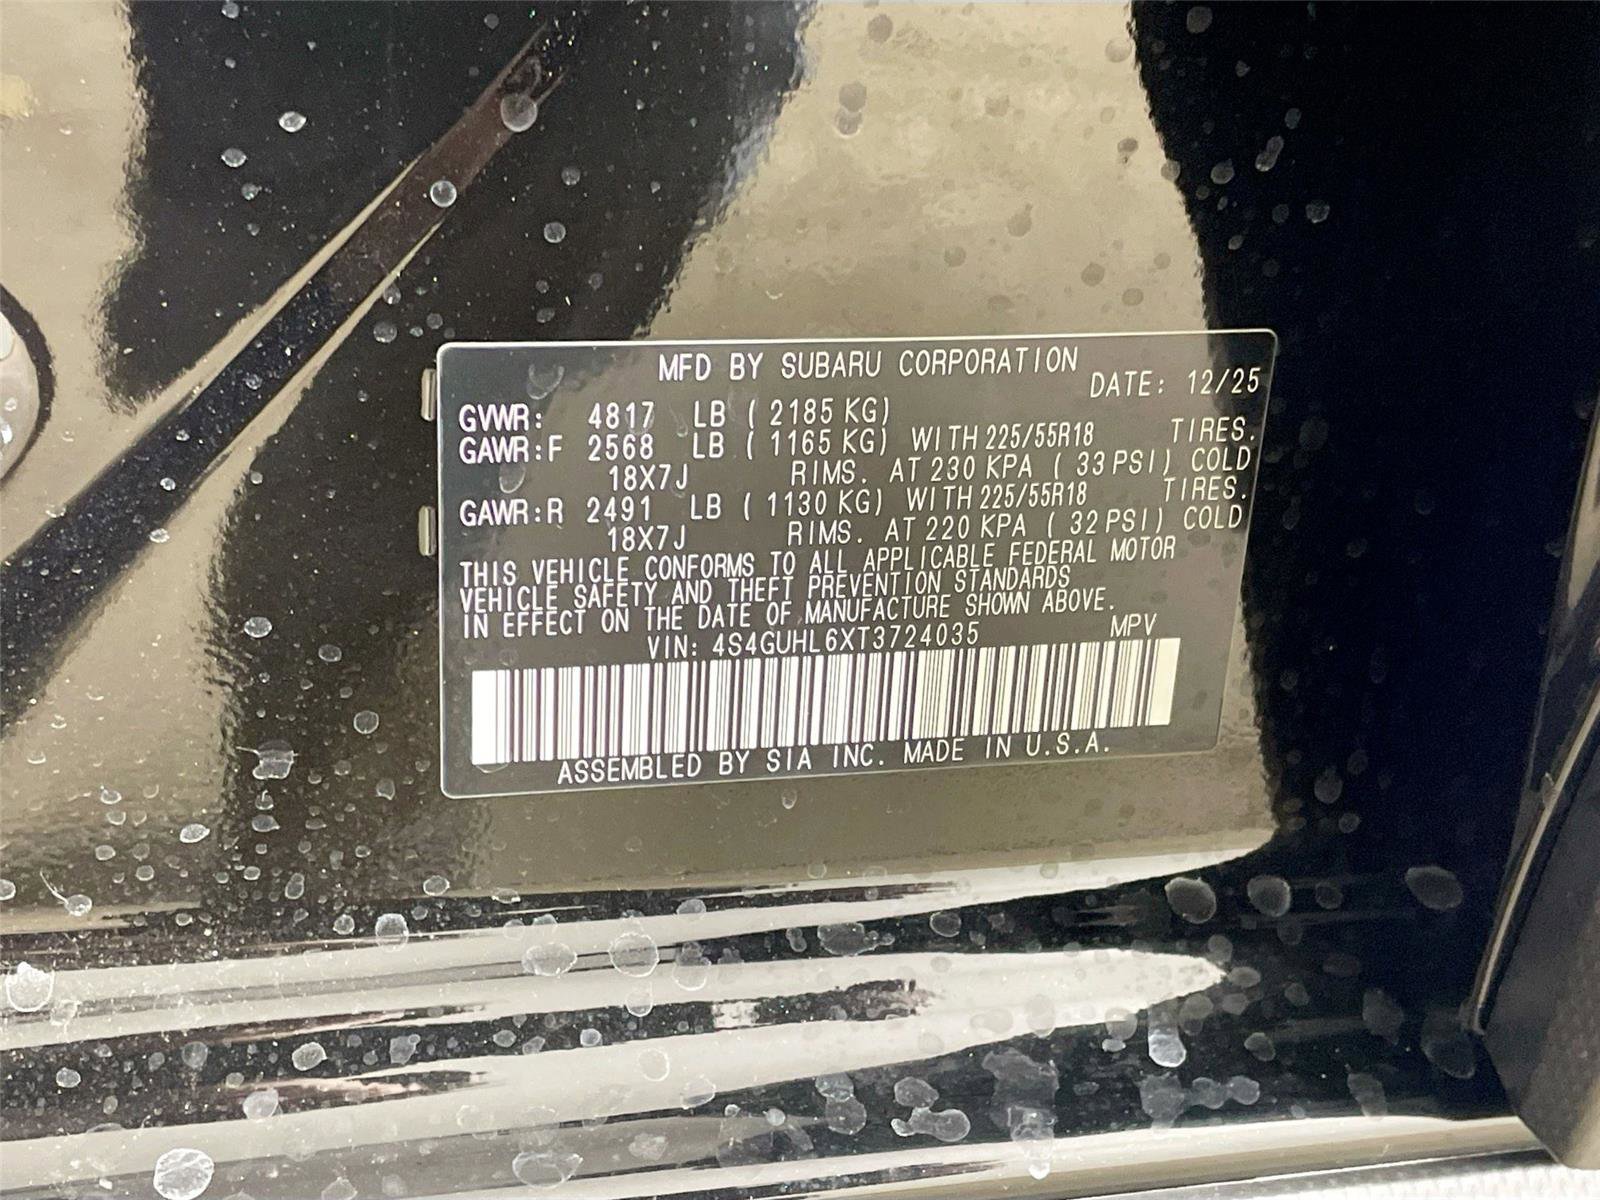 MFD BY SUBARU CORPORATION
DATE: 12/25
GVWR: 4817 LB ( 2185 KG)
GAWR:F 2568 LB ( 1165 KG) WITH 225/55R18 TIRES.
18X7J RIMS. AT 230 KPA ( 33 PSI) COLD
GAWR:R 2491 LB ( 1130 KG) WITH 225/55R18 TIRES.
18X7J RIMS. AT 220 KPA ( 32 PSI) COLD
THIS VEHICLE CONFORMS TO ALL APPLICABLE FEDERAL MOTOR
VEHICLE SAFETY AND THEFT PREVENTION STANDARDS
IN EFFECT ON THE DATE OF MANUFACTURE SHOWN ABOVE.
VIN: 4S4GUHL6XT3724035 MPV
ASSEMBLED BY SIA INC. MADE IN U.S.A.